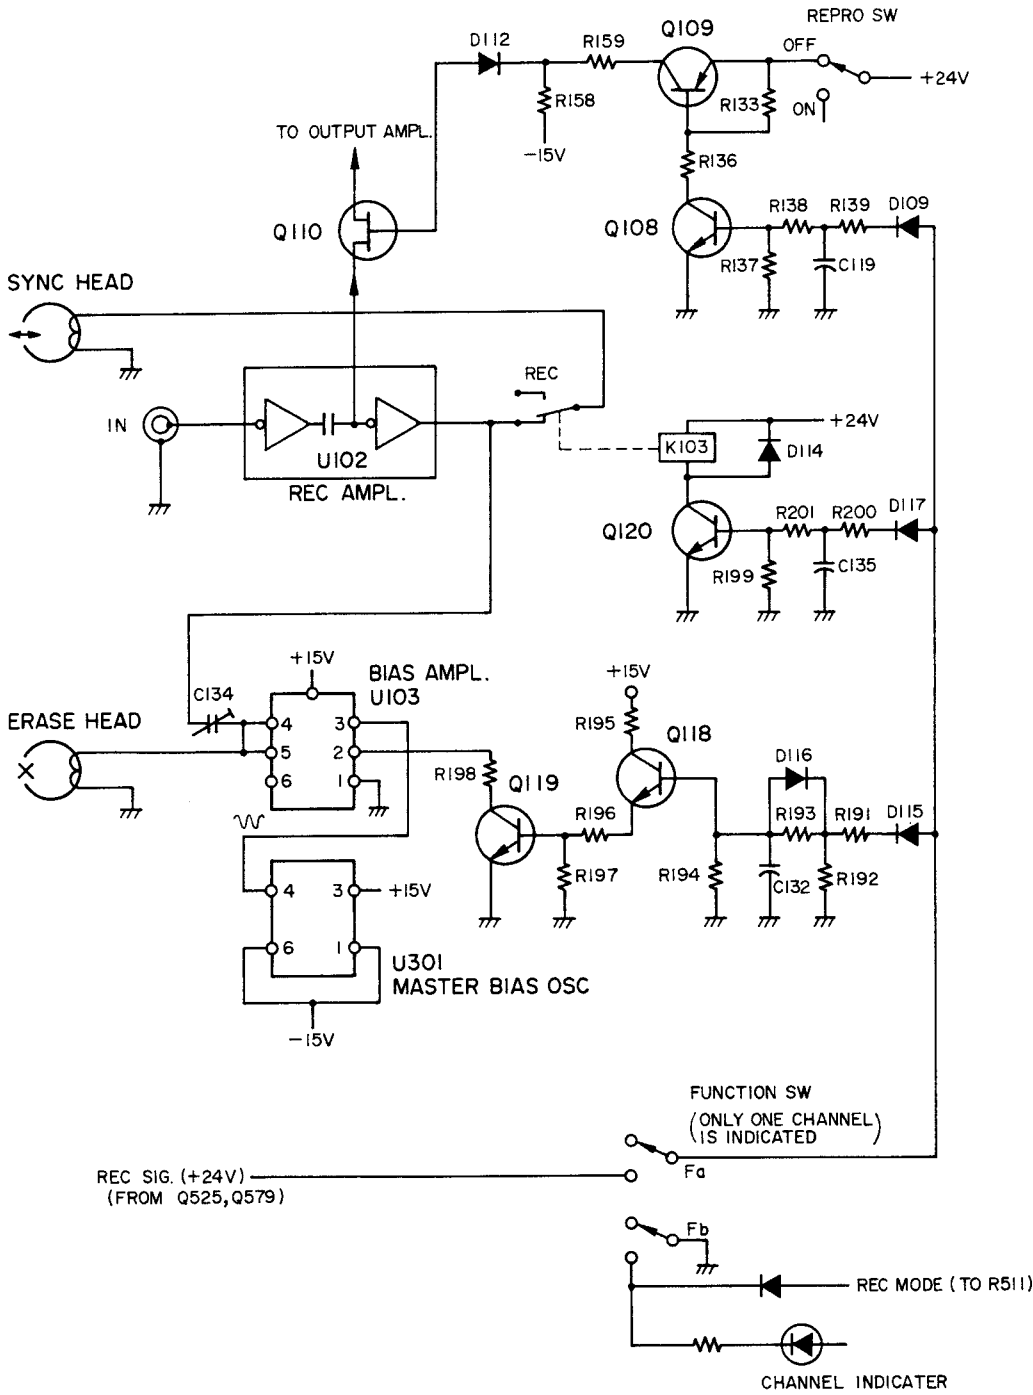 REPRO SW
Q109
D112
R159
OFF
+24V
R158
R133
ON
-15V
TO OUTPUT AMPL.
R136
Q110
Q108
R138
R139
D109
R137
C119
SYNC HEAD
REC
IN
U102
REC AMPL.
+24V
K103
D114
Q120
R201
R200
D117
R199
C135
+15V
BIAS AMPL.
U103
C134
ERASE HEAD
4
3
5
2
6
1
+15V
R195
Q118
R198
Q119
D116
R196
R193
R191
D115
R197
R194
C132
R192
4
3
+15V
6
1
U301
MASTER BIAS OSC
-15V
FUNCTION SW
(ONLY ONE CHANNEL
IS INDICATED)
Fa
REC SIG. (+24V)
(FROM Q525,Q579)
Fb
REC MODE (TO R511)
CHANNEL INDICATER